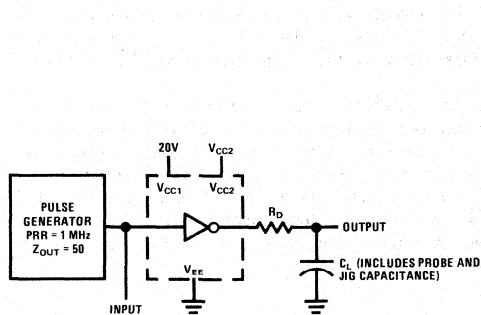 20V
VCC2
VCC1
VCC2
PULSE
GENERATOR
PRR = 1 MHz
ZOUT = 50
RD
OUTPUT
VEE
CL (INCLUDES PROBE AND
JIG CAPACITANCE)
INPUT